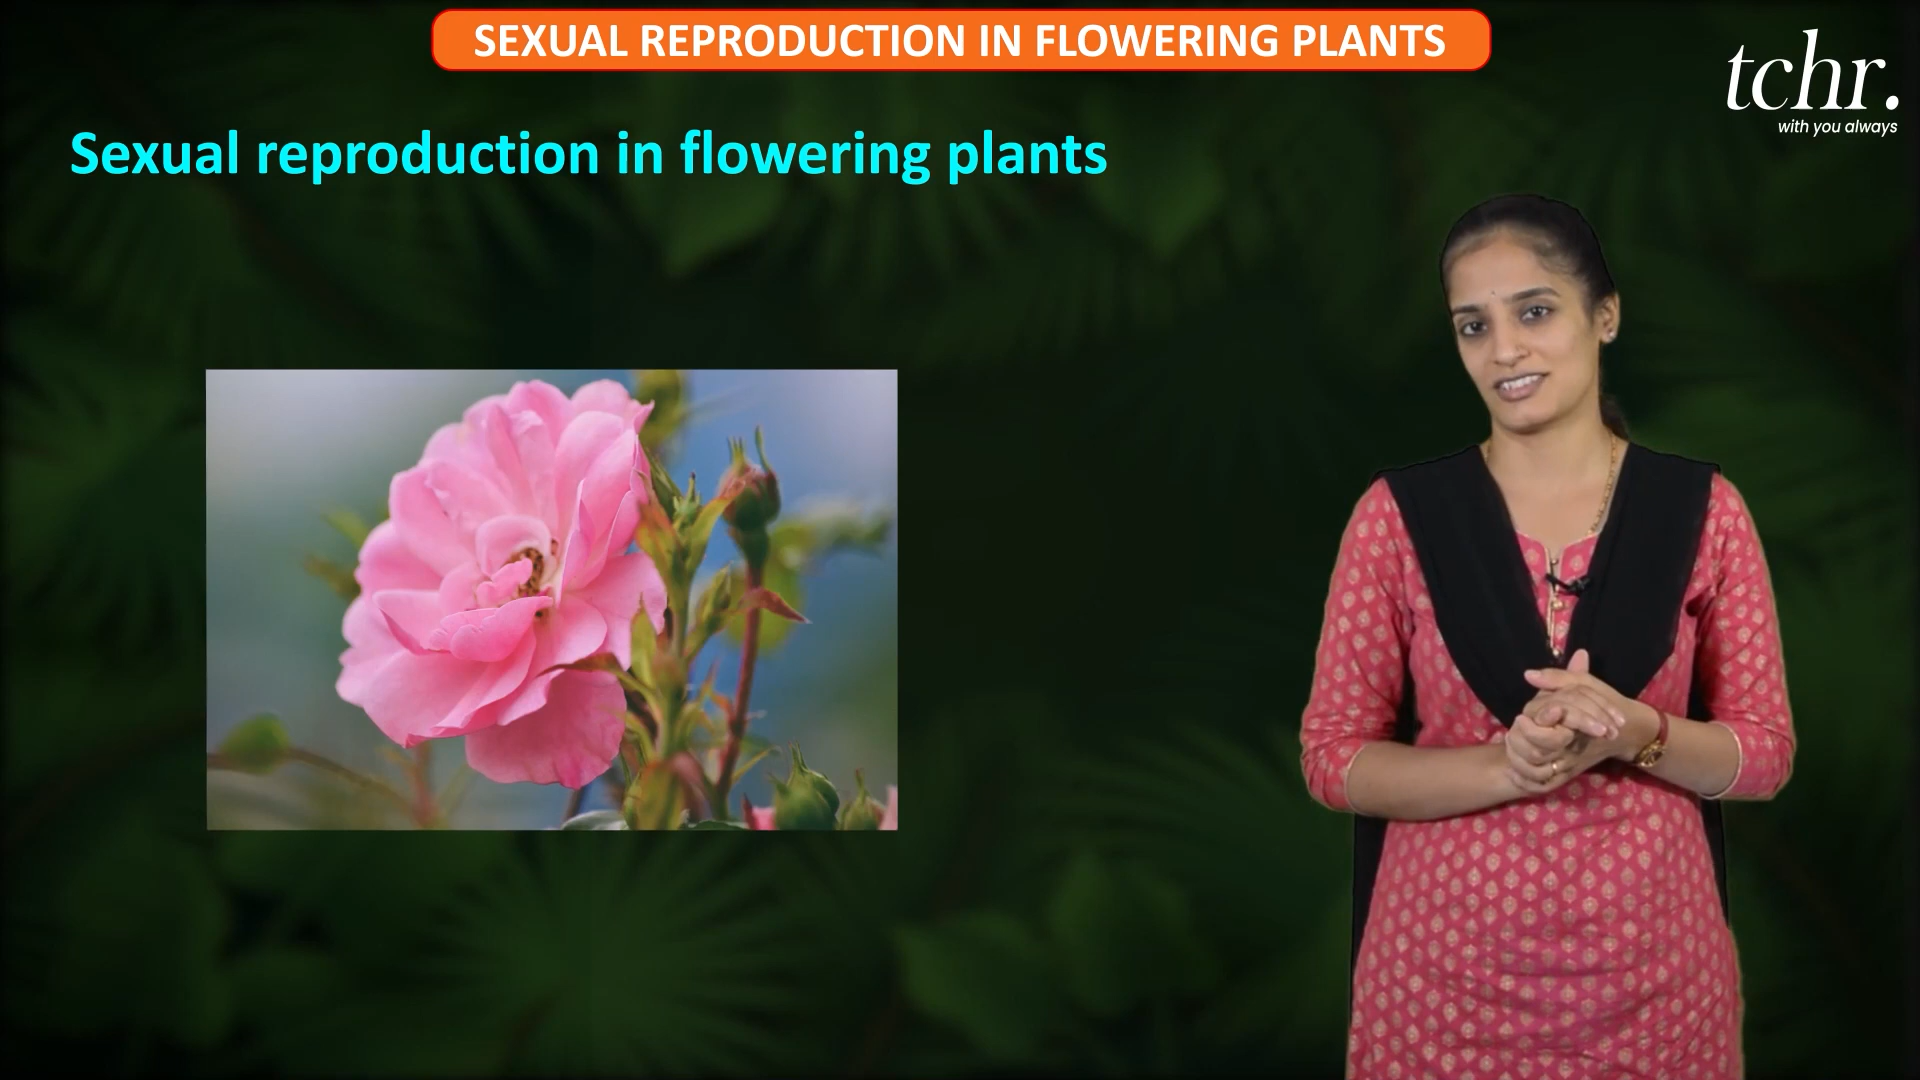 SEXUAL REPRODUCTION IN FLOWERING PLANTS
tchr.
with you always
Sexual reproduction in flowering plants